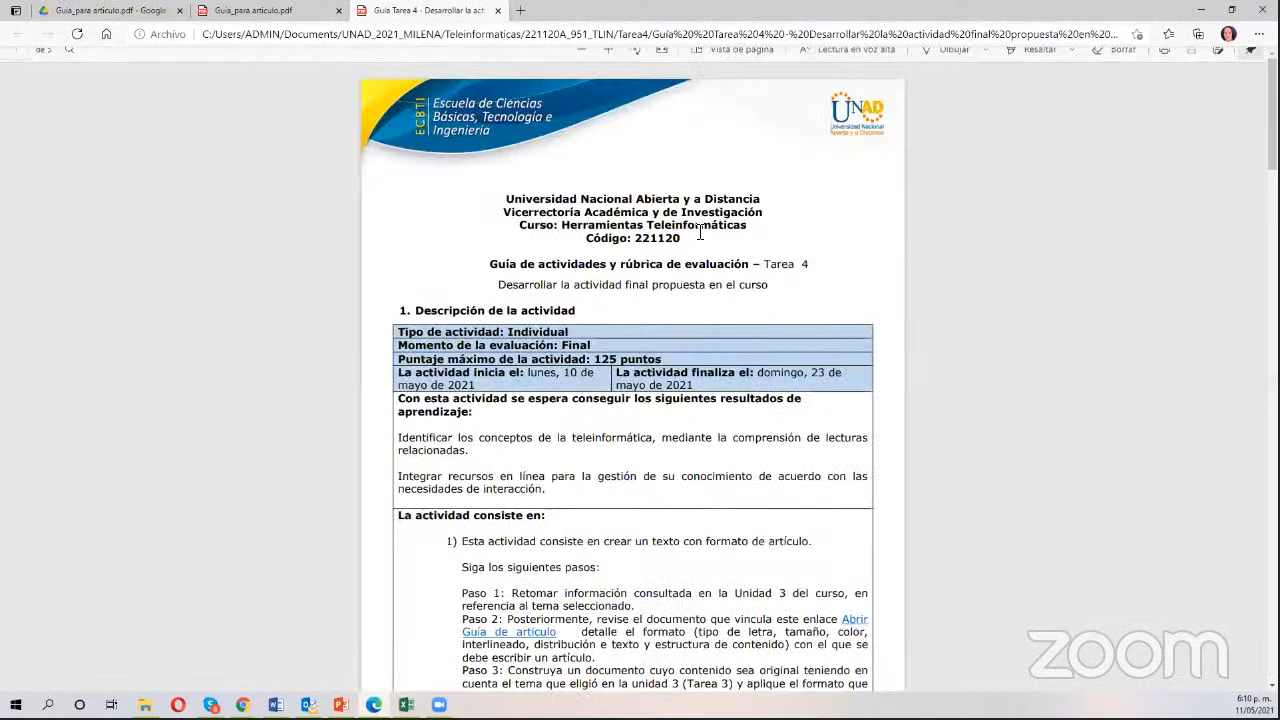 Guía_para_articulo.pdf - Google
Guía_para_articulo.pdf
Guía Tarea 4 - Desarrollar la act
Archivo
C:/Users/ADMIN/Documents/UNAD_2021_MILENA/Teleinformaticas/221120A_951_TLIN/Tarea4/Guía%20%20Tarea%204%20-%20Desarrollar%20la%20actividad%20final%20propuesta%20en%20...
de 5
Vista de página
Lectura en voz alta
Dibujar
Resaltar
Borrar
ECBTI
Escuela de Ciencias
Básicas, Tecnología e
Ingeniería
UNAD
Universidad Nacional
Abierta y a Distancia
Universidad Nacional Abierta y a Distancia
Vicerrectoría Académica y de Investigación
Curso: Herramientas Teleinformáticas
Código: 221120
Guía de actividades y rúbrica de evaluación – Tarea 4
Desarrollar la actividad final propuesta en el curso
1. Descripción de la actividad
Tipo de actividad: Individual
Momento de la evaluación: Final
Puntaje máximo de la actividad: 125 puntos
La actividad inicia el: lunes, 10 de
mayo de 2021
La actividad finaliza el: domingo, 23 de
mayo de 2021
Con esta actividad se espera conseguir los siguientes resultados de
aprendizaje:
Identificar los conceptos de la teleinformática, mediante la comprensión de lecturas
relacionadas.
Integrar recursos en línea para la gestión de su conocimiento de acuerdo con las
necesidades de interacción.
La actividad consiste en:
1) Esta actividad consiste en crear un texto con formato de artículo.
Siga los siguientes pasos:
Paso 1: Retomar información consultada en la Unidad 3 del curso, en
referencia al tema seleccionado.
Paso 2: Posteriormente, revise el documento que vincula este enlace Abrir
Guía de articulo detalle el formato (tipo de letra, tamaño, color,
interlineado, distribución e texto y estructura de contenido) con el que se
debe escribir un artículo.
Paso 3: Construya un documento cuyo contenido sea original teniendo en
cuenta el tema que eligió en la unidad 3 (Tarea 3) y aplique el formato que
zoom
6:10 p. m.
11/05/2021